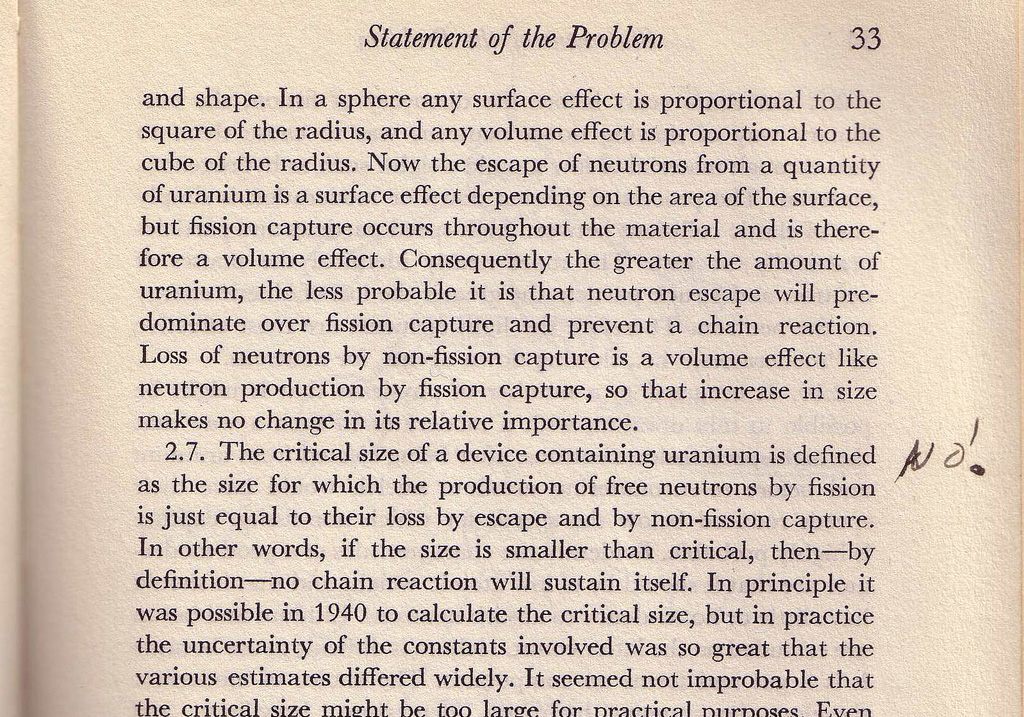 Statement of the Problem 33
and shape. In a sphere any surface effect is proportional to the
square of the radius, and any volume effect is proportional to the
cube of the radius. Now the escape of neutrons from a quantity
of uranium is a surface effect depending on the area of the surface,
but fission capture occurs throughout the material and is there-
fore a volume effect. Consequently the greater the amount of
uranium, the less probable it is that neutron escape will pre-
dominate over fission capture and prevent a chain reaction.
Loss of neutrons by non-fission capture is a volume effect like
neutron production by fission capture, so that increase in size
makes no change in its relative importance.
2.7. The critical size of a device containing uranium is defined
NO!
as the size for which the production of free neutrons by fission
is just equal to their loss by escape and by non-fission capture.
In other words, if the size is smaller than critical, then—by
definition—no chain reaction will sustain itself. In principle it
was possible in 1940 to calculate the critical size, but in practice
the uncertainty of the constants involved was so great that the
various estimates differed widely. It seemed not improbable that
the critical size might be too large for practical purposes. Even